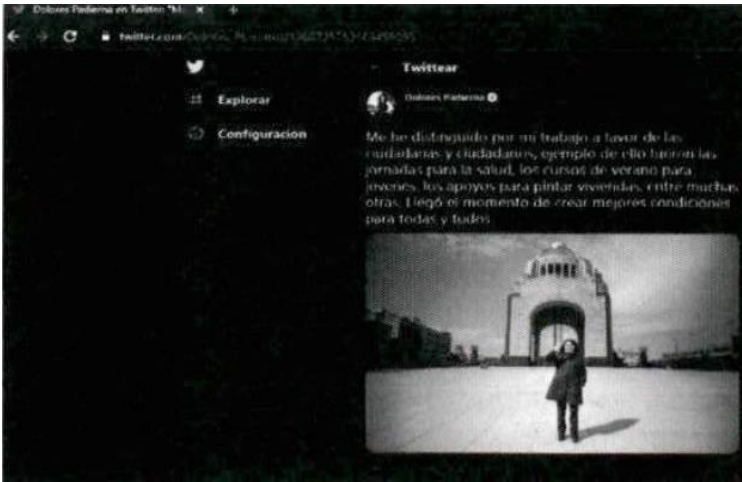 Dolores Padierna en Twitter: "M
twitter.com
Twittear
Explorar
Dolores Padierna
Configuración
Me he distinguido por mi trabajo a favor de las
ciudadanas y ciudadanos, ejemplo de ello fueron las
jornadas para la salud, los cursos de verano para
jóvenes, los apoyos para pintar viviendas, entre muchas
otras. Llegó el momento de crear mejores condiciones
para todas y todos.